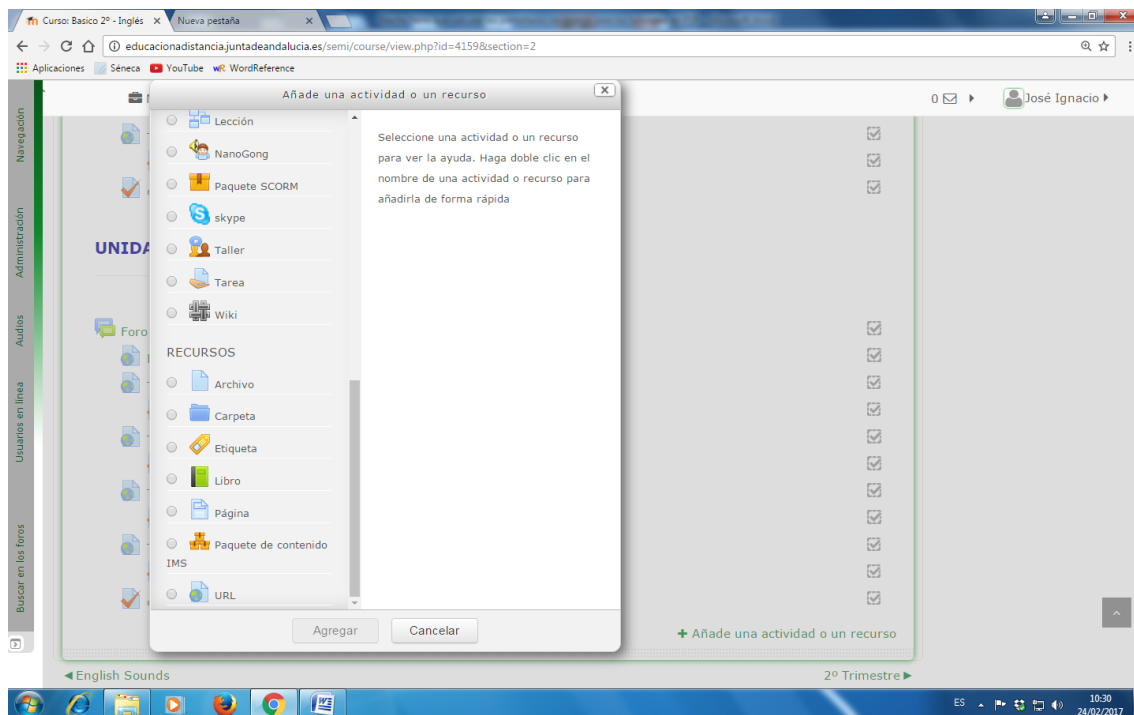 Curso: Basico 2º - Inglés
Nueva pestaña
educacionadistancia.juntadeandalucia.es/semi/course/view.php?id=4159&section=2
Aplicaciones Séneca YouTube WordReference
Añade una actividad o un recurso
0
José Ignacio
Navegación
Administración
Audios
Usuarios en línea
Buscar en los foros
UNIDA
Foro
Lección
NanoGong
Paquete SCORM
skype
Taller
Tarea
Wiki
RECURSOS
Archivo
Carpeta
Etiqueta
Libro
Página
Paquete de contenido
IMS
URL
Seleccione una actividad o un recurso
para ver la ayuda. Haga doble clic en el
nombre de una actividad o recurso para
añadirla de forma rápida
Agregar
Cancelar
Añade una actividad o un recurso
English Sounds
2º Trimestre
ES
10:30
24/02/2017